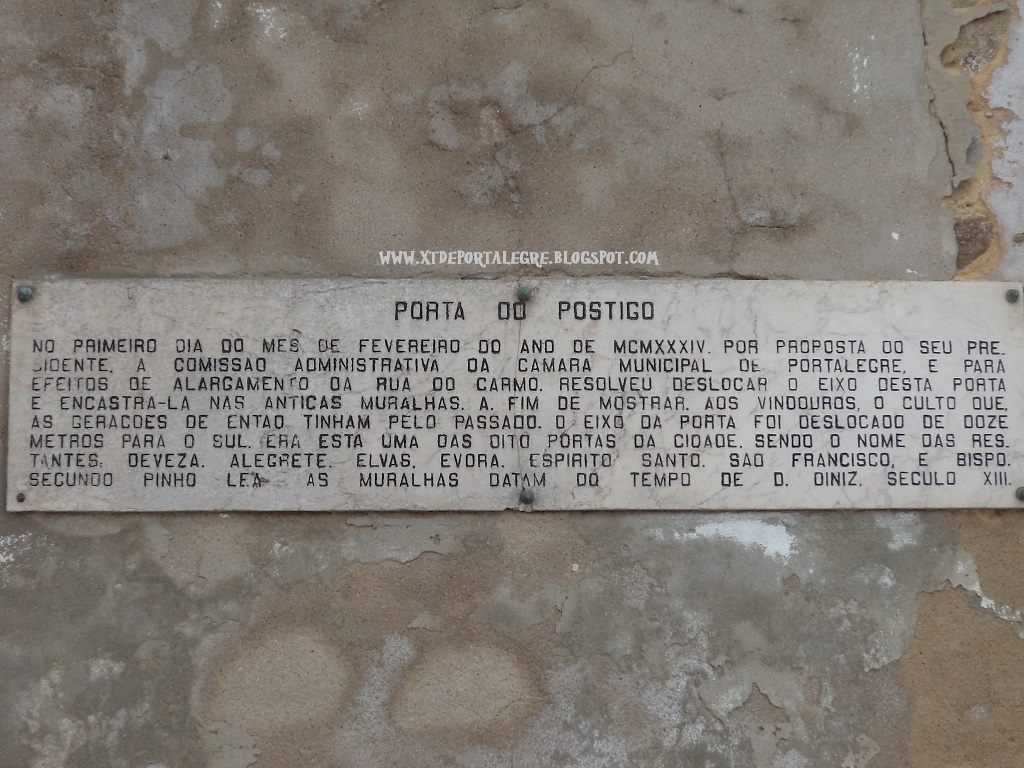 WWW.XTDEPORTALEGRE.BLOGSPOT.COM
PORTA DO POSTIGO
NO PRIMEIRO DIA DO MES DE FEVEREIRO DO ANO DE MCMXXXIV. POR PROPOSTA DO SEU PRE-
SIDENTE, A COMISSAO ADMINISTRATIVA DA CAMARA MUNICIPAL DE PORTALEGRE, E PARA
EFEITOS DE ALARGAMENTO DA RUA DO CARMO, RESOLVEU DESLOCAR O EIXO DESTA PORTA
E ENCASTRA-LA NAS ANTIGAS MURALHAS, A, FIM DE MOSTRAR, AOS VINDOUROS, O CULTO QUE,
AS GERACOES DE ENTAO TINHAM PELO PASSADO. O EIXO DA PORTA FOI DESLOCADO DE DOZE
METROS PARA O SUL. ERA ESTA UMA DAS OITO PORTAS DA CIDADE, SENDO O NOME DAS RES-
TANTES: DEVEZA, ALEGRETE, ELVAS, EVORA, ESPIRITO SANTO, SAO FRANCISCO, E BISPO.
SEGUNDO PINHO LEAL AS MURALHAS DATAM DO TEMPO DE D. DINIZ, SECULO XIII.